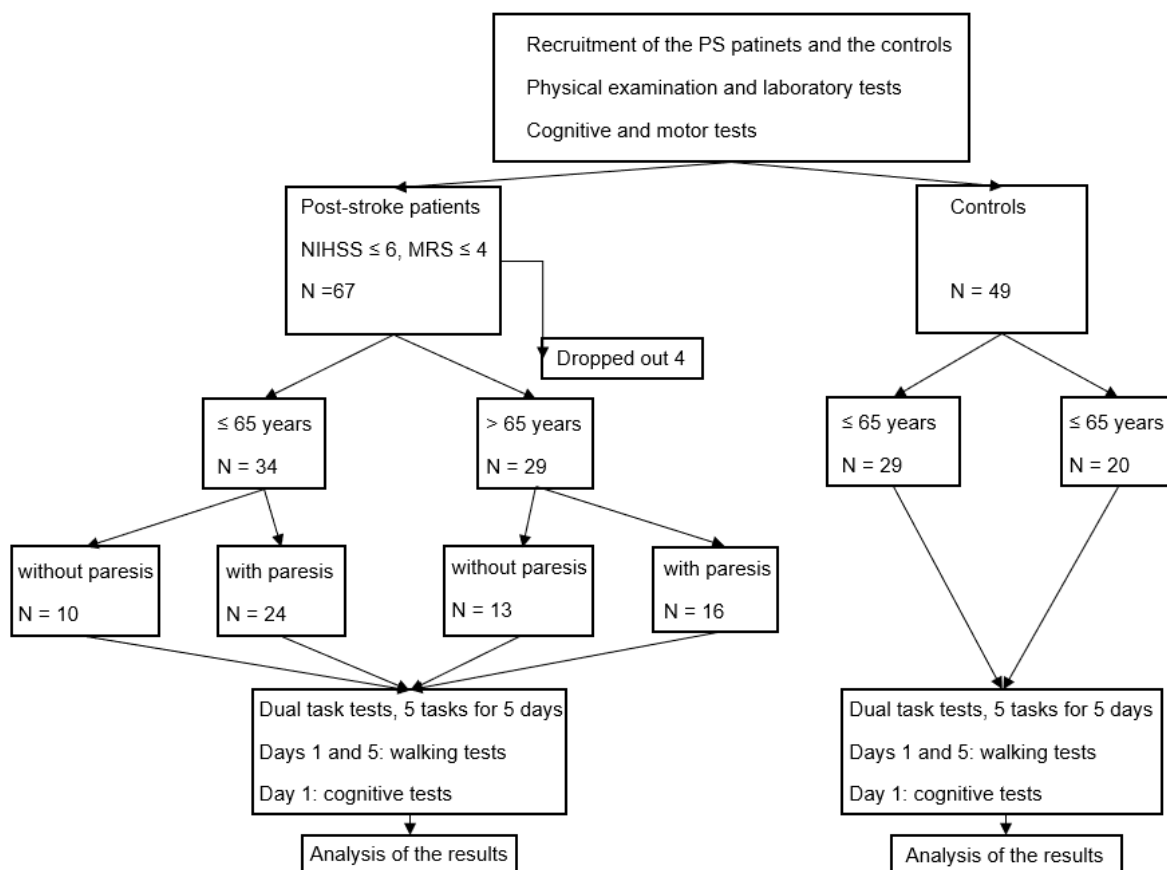 Recruitment of the PS patinets and the controls
Physical examination and laboratory tests
Cognitive and motor tests
Post-stroke patients
NIHSS ≤ 6, MRS ≤ 4
N =67
Controls
N = 49
Dropped out 4
≤ 65 years
N = 34
> 65 years
N = 29
≤ 65 years
N = 29
≤ 65 years
N = 20
without paresis
N = 10
with paresis
N = 24
without paresis
N = 13
with paresis
N = 16
Dual task tests, 5 tasks for 5 days
Days 1 and 5: walking tests
Day 1: cognitive tests
Dual task tests, 5 tasks for 5 days
Days 1 and 5: walking tests
Day 1: cognitive tests
Analysis of the results
Analysis of the results